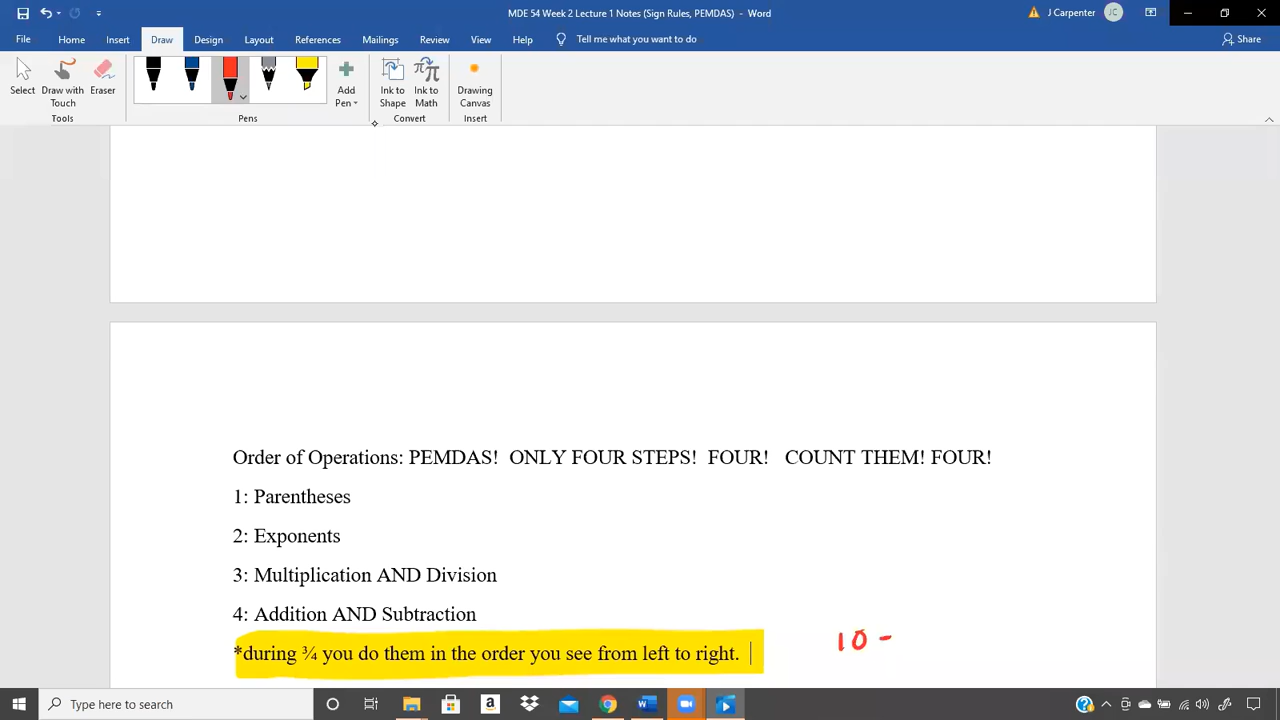 MDE 54 Week 2 Lecture 1 Notes (Sign Rules, PEMDAS) - Word
J Carpenter JC
File Home Insert Draw Design Layout References Mailings Review View Help Tell me what you want to do Share
Select Draw with Touch Eraser Add Pen Ink to Shape Ink to Math Drawing Canvas
Tools Pens Convert Insert
Order of Operations: PEMDAS! ONLY FOUR STEPS! FOUR! COUNT THEM! FOUR!
1: Parentheses
2: Exponents
3: Multiplication AND Division
4: Addition AND Subtraction
*during ¾ you do them in the order you see from left to right.
10 -
Type here to search